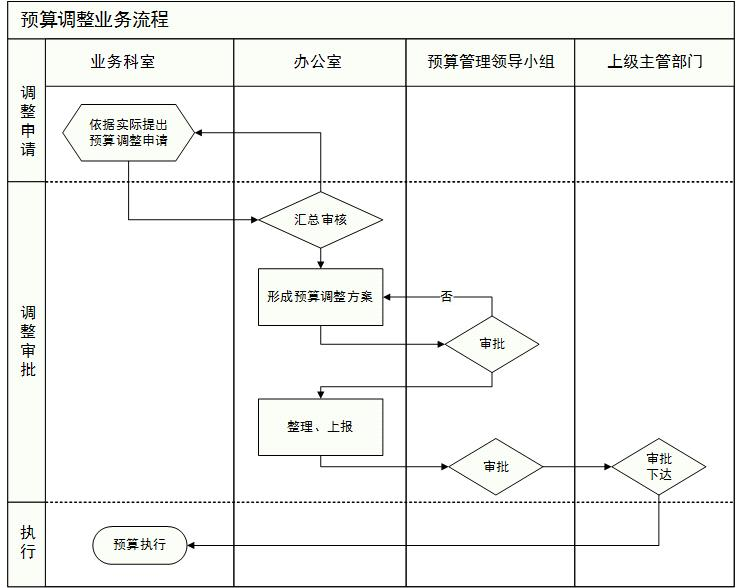 预算调整业务流程
业务科室
办公室
预算管理领导小组
上级主管部门
调
整
申
请
依据实际提出
预算调整申请
汇总审核
调
整
审
批
形成预算调整方案
否
审批
整理、上报
审批
审批
下达
执
行
预算执行